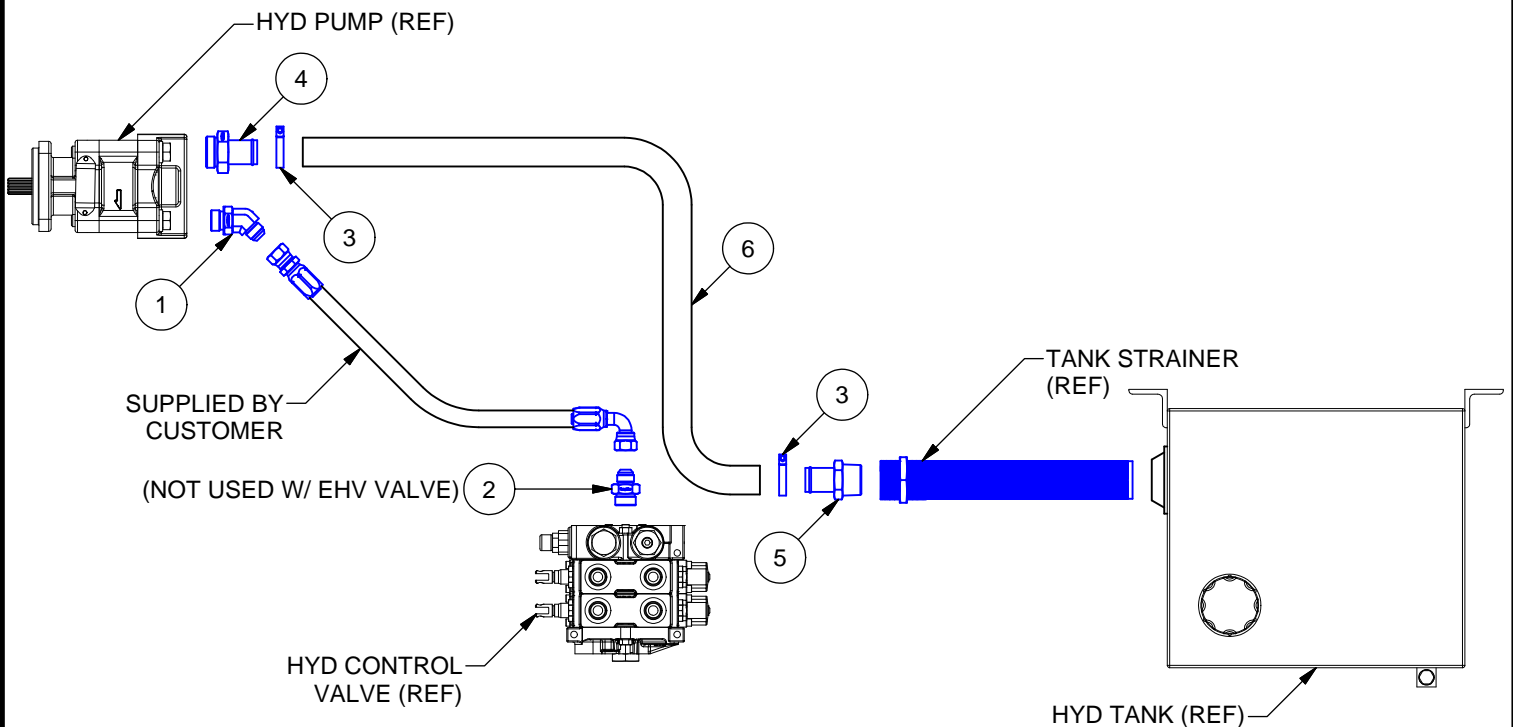 HYD PUMP (REF)
4
3
6
1
TANK STRAINER
(REF)
3
SUPPLIED BY
CUSTOMER
(NOT USED W/ EHV VALVE) 2
5
HYD CONTROL
VALVE (REF)
HYD TANK (REF)